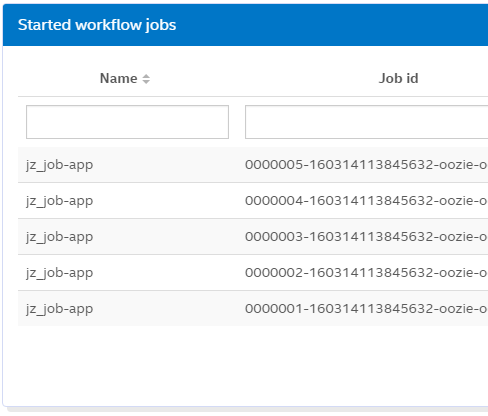 Started workflow jobs
Name Job id
jz_job-app 0000005-160314113845632-oozie-o
jz_job-app 0000004-160314113845632-oozie-o
jz_job-app 0000003-160314113845632-oozie-o
jz_job-app 0000002-160314113845632-oozie-o
jz_job-app 0000001-160314113845632-oozie-o